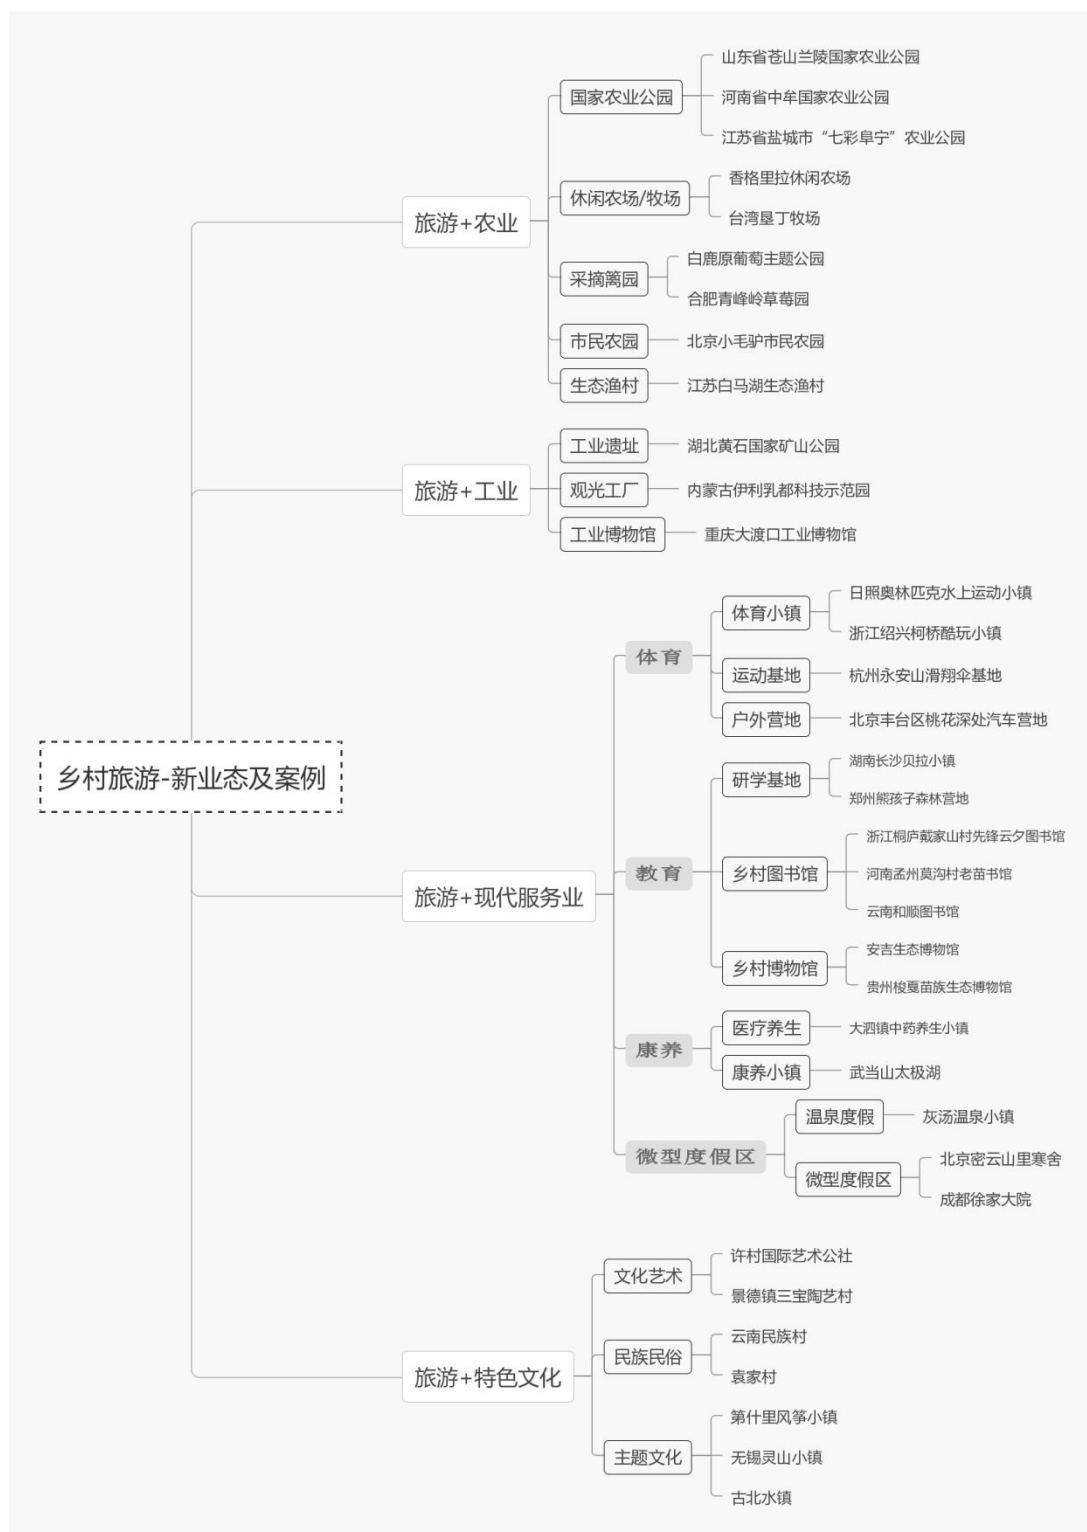 乡村旅游-新业态及案例
旅游+农业
国家农业公园
山东省苍山兰陵国家农业公园
河南省中牟国家农业公园
江苏省盐城市“七彩阜宁”农业公园
休闲农场/牧场
香格里拉休闲农场
台湾垦丁牧场
采摘篱园
白鹿原葡萄主题公园
合肥青峰岭草莓园
市民农园
北京小毛驴市民农园
生态渔村
江苏白马湖生态渔村
旅游+工业
工业遗址
湖北黄石国家矿山公园
观光工厂
内蒙古伊利乳都科技示范园
工业博物馆
重庆大渡口工业博物馆
旅游+现代服务业
体育
体育小镇
日照奥林匹克水上运动小镇
浙江绍兴柯桥酷玩小镇
运动基地
杭州永安山滑翔伞基地
户外营地
北京丰台区桃花深处汽车营地
教育
研学基地
湖南长沙贝拉小镇
郑州熊孩子森林营地
乡村图书馆
浙江桐庐戴家山村先锋云夕图书馆
河南孟州莫沟村老苗书馆
云南和顺图书馆
乡村博物馆
安吉生态博物馆
贵州梭戛苗族生态博物馆
康养
医疗养生
大泗镇中药养生小镇
康养小镇
武当山太极湖
微型度假区
温泉度假
灰汤温泉小镇
微型度假区
北京密云山里寒舍
成都徐家大院
旅游+特色文化
文化艺术
许村国际艺术公社
景德镇三宝陶艺村
民族民俗
云南民族村
袁家村
主题文化
第什里风筝小镇
无锡灵山小镇
古北水镇